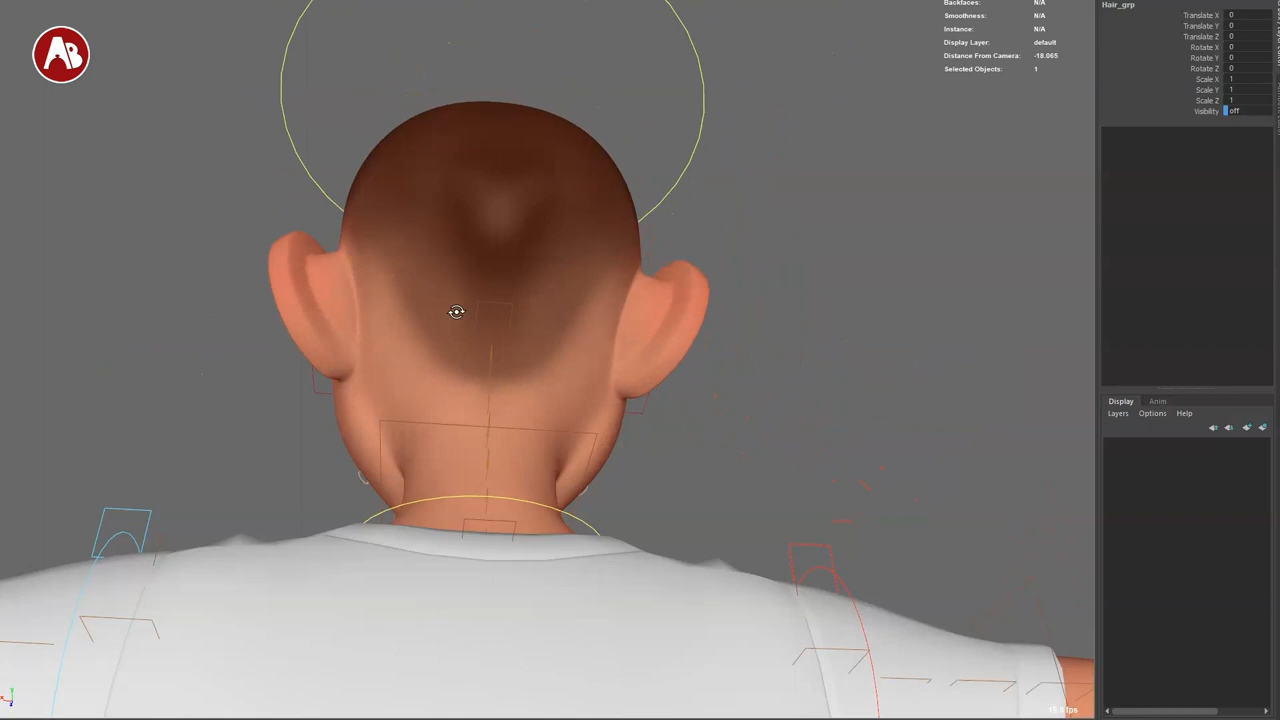 AB
Backfaces: N/A
Smoothness: N/A
Instance: N/A
Display Layer: default
Distance From Camera: -18.065
Selected Objects: 1
Hair_grp
Translate X 0
Translate Y 0
Translate Z 0
Rotate X 0
Rotate Y 0
Rotate Z 0
Scale X 1
Scale Y 1
Scale Z 1
Visibility off
Display Anim
Layers Options Help